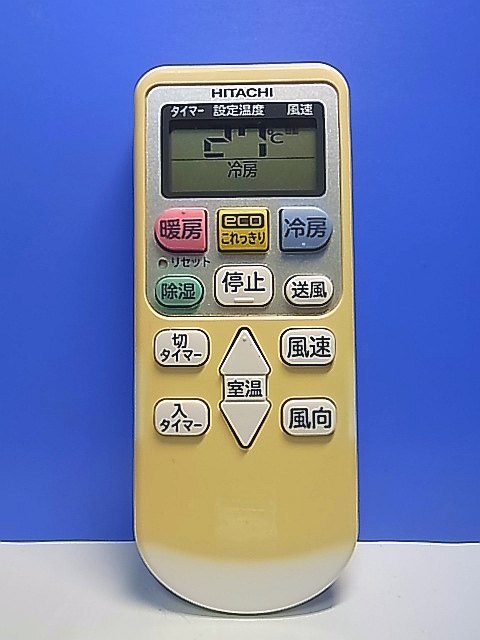 HITACHI
タイマー 設定温度 風速
27℃
冷房
暖房 eco これっきり 冷房
リセット
除湿 停止 送風
切タイマー 風速
室温
入タイマー 風向